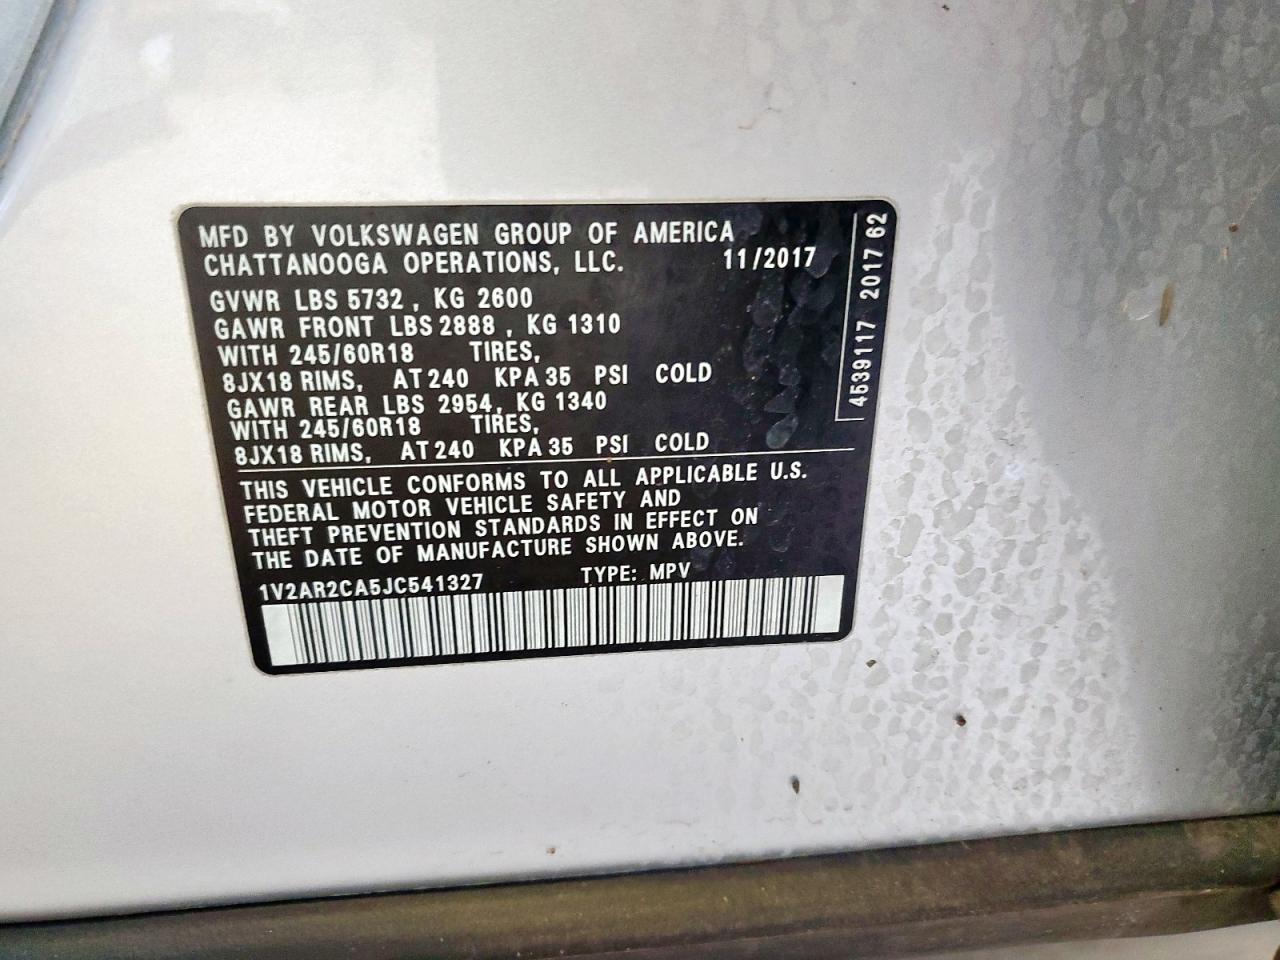 MFD BY VOLKSWAGEN GROUP OF AMERICA
CHATTANOOGA OPERATIONS, LLC. 11/2017
GVWR LBS 5732 , KG 2600
GAWR FRONT LBS 2888 , KG 1310
WITH 245/60R18 TIRES,
8JX18 RIMS, AT 240 KPA 35 PSI COLD
GAWR REAR LBS 2954, KG 1340
WITH 245/60R18 TIRES,
8JX18 RIMS, AT 240 KPA 35 PSI COLD
THIS VEHICLE CONFORMS TO ALL APPLICABLE U.S.
FEDERAL MOTOR VEHICLE SAFETY AND
THEFT PREVENTION STANDARDS IN EFFECT ON
THE DATE OF MANUFACTURE SHOWN ABOVE.
1V2AR2CA5JC541327 TYPE: MPV
4539117 2017 62